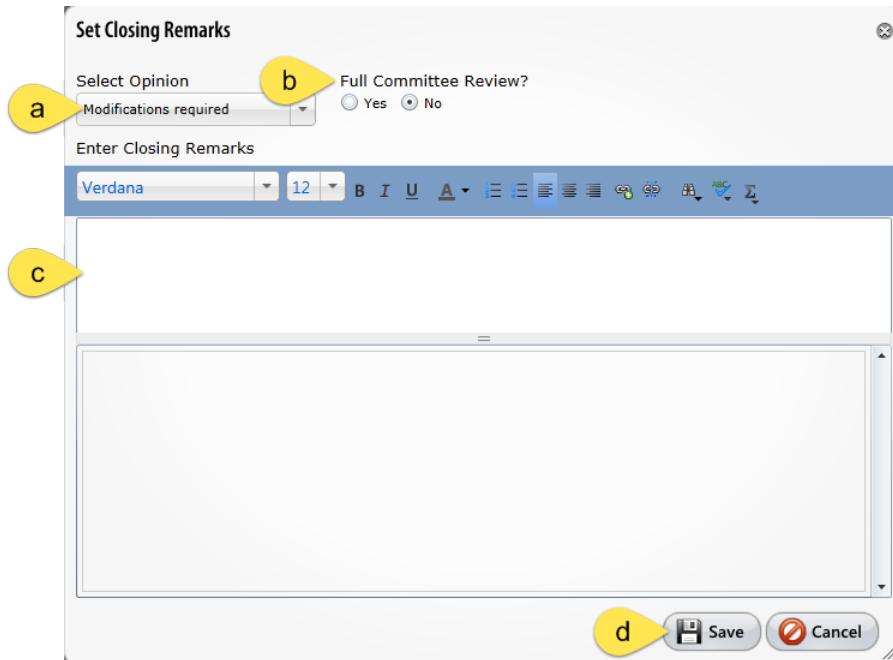 Set Closing Remarks
Select Opinion
b
Full Committee Review?
a
Modifications required
Yes
No
Enter Closing Remarks
Verdana
12
B I U A ABC Σ
c
d
Save
Cancel